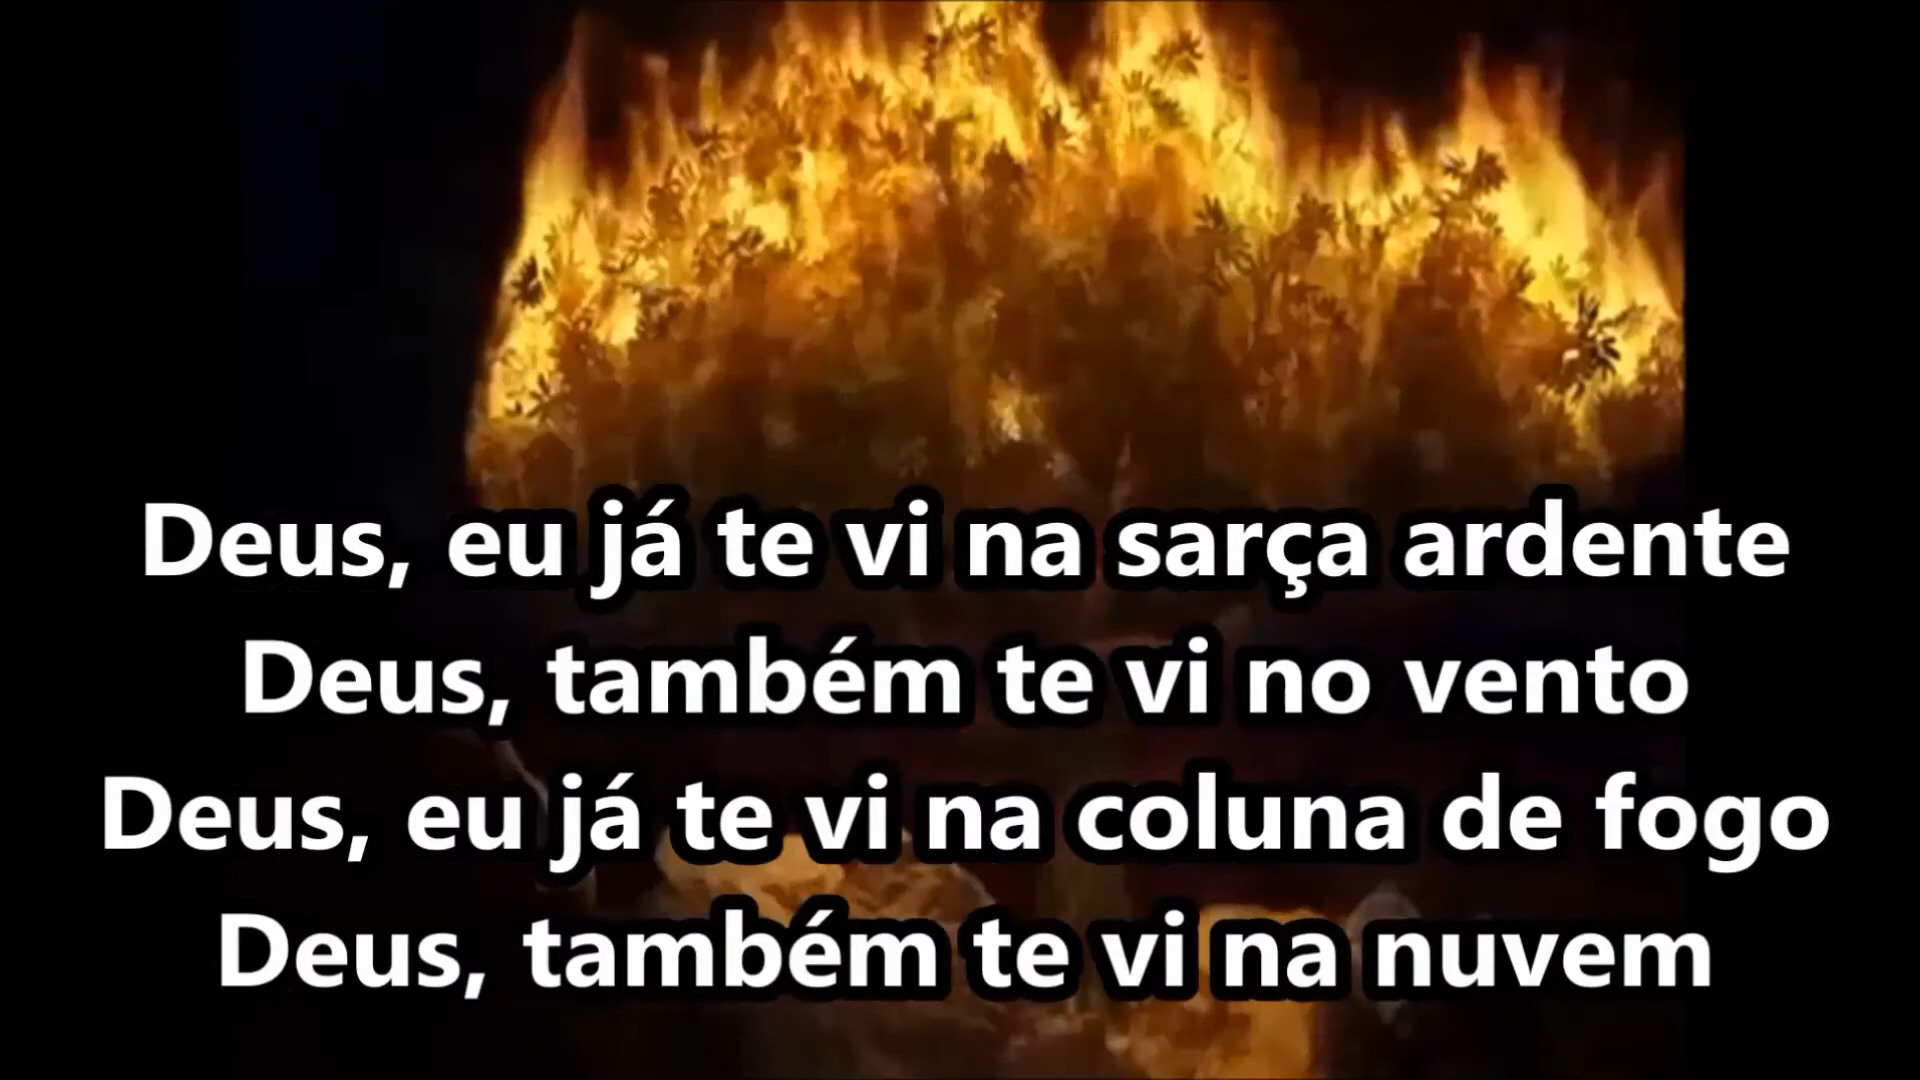 Deus, eu já te vi na sarça ardente
Deus, também te vi no vento
Deus, eu já te vi na coluna de fogo
Deus, também te vi na nuvem